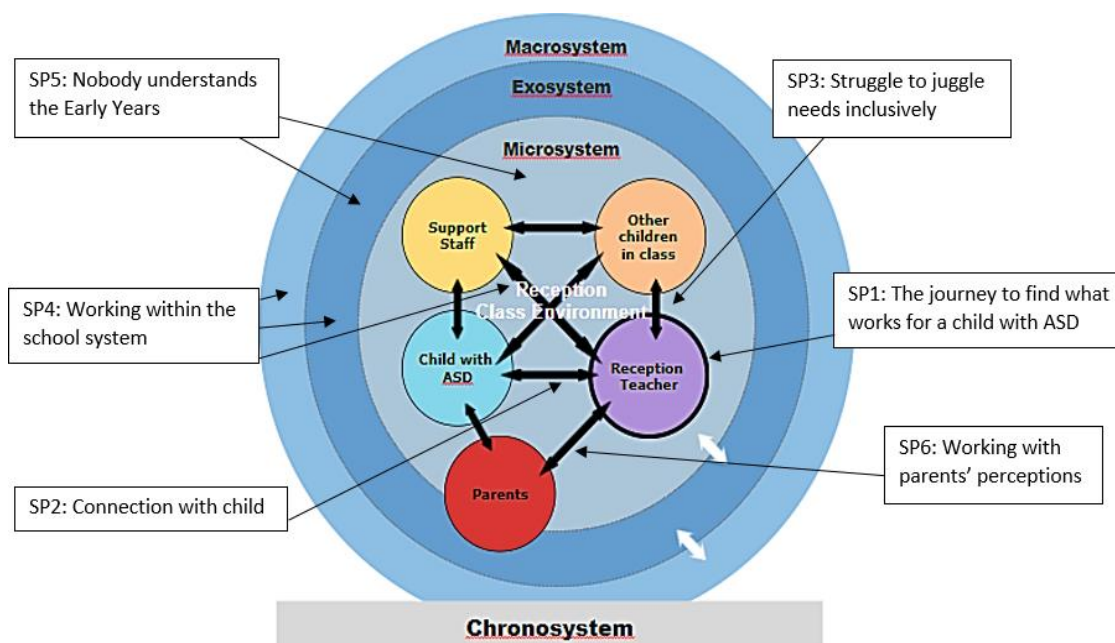 Macrosystem
SP5: Nobody understands
the Early Years
Exosystem
SP3: Struggle to juggle
needs inclusively
Microsystem
Support
Staff
Other
children
in class
SP4: Working within the
school system
Reception
Class Environment
SP1: The journey to find what
works for a child with ASD
Child with
ASD
Reception
Teacher
SP6: Working with
parents’ perceptions
SP2: Connection with child
Parents
Chronosystem